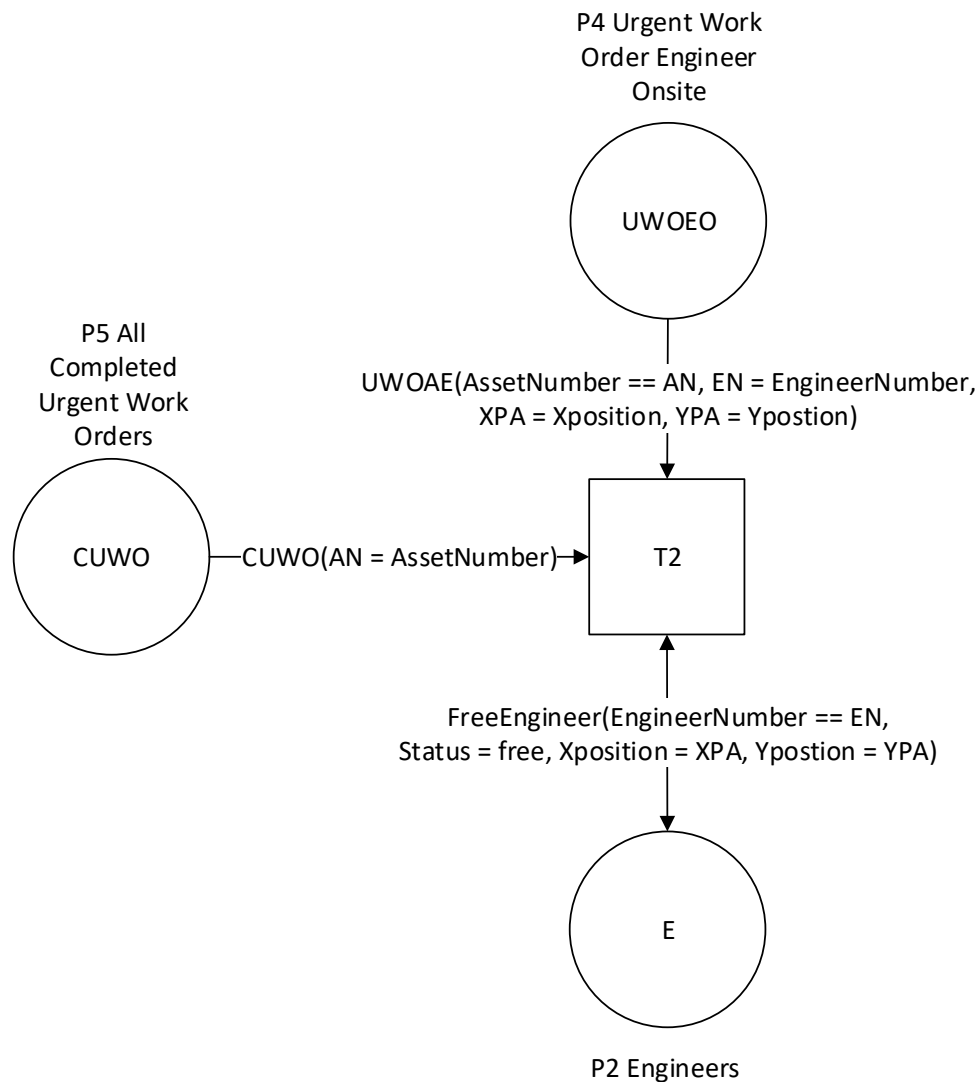 P4 Urgent Work
Order Engineer
Onsite
UWOEO
P5 All
Completed
Urgent Work
Orders
UWOAE(AssetNumber == AN, EN = EngineerNumber,
XPA = Xposition, YPA = Ypostion)
CUWO
CUWO(AN = AssetNumber)
T2
FreeEngineer(EngineerNumber == EN,
Status = free, Xposition = XPA, Ypostion = YPA)
E
P2 Engineers